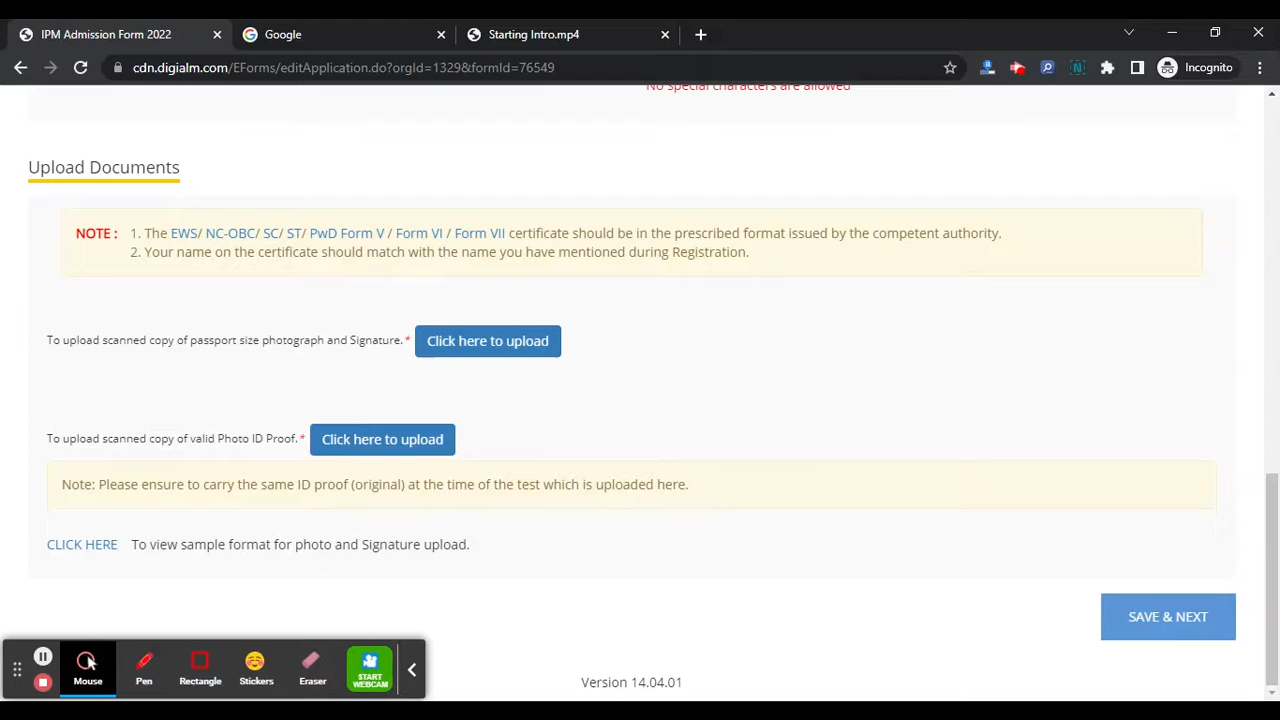 IPM Admission Form 2022
Google
Starting Intro.mp4
cdn.digialm.com/EForms/editApplication.do?orgId=1329&formId=76549
Incognito
No special characters are allowed
Upload Documents
NOTE : 1. The EWS/ NC-OBC/ SC/ ST/ PwD Form V / Form VI / Form VII certificate should be in the prescribed format issued by the competent authority.
2. Your name on the certificate should match with the name you have mentioned during Registration.
To upload scanned copy of passport size photograph and Signature.* Click here to upload
To upload scanned copy of valid Photo ID Proof.* Click here to upload
Note: Please ensure to carry the same ID proof (original) at the time of the test which is uploaded here.
CLICK HERE To view sample format for photo and Signature upload.
SAVE & NEXT
Mouse
Pen
Rectangle
Stickers
Eraser
START
WEBCAM
Version 14.04.01